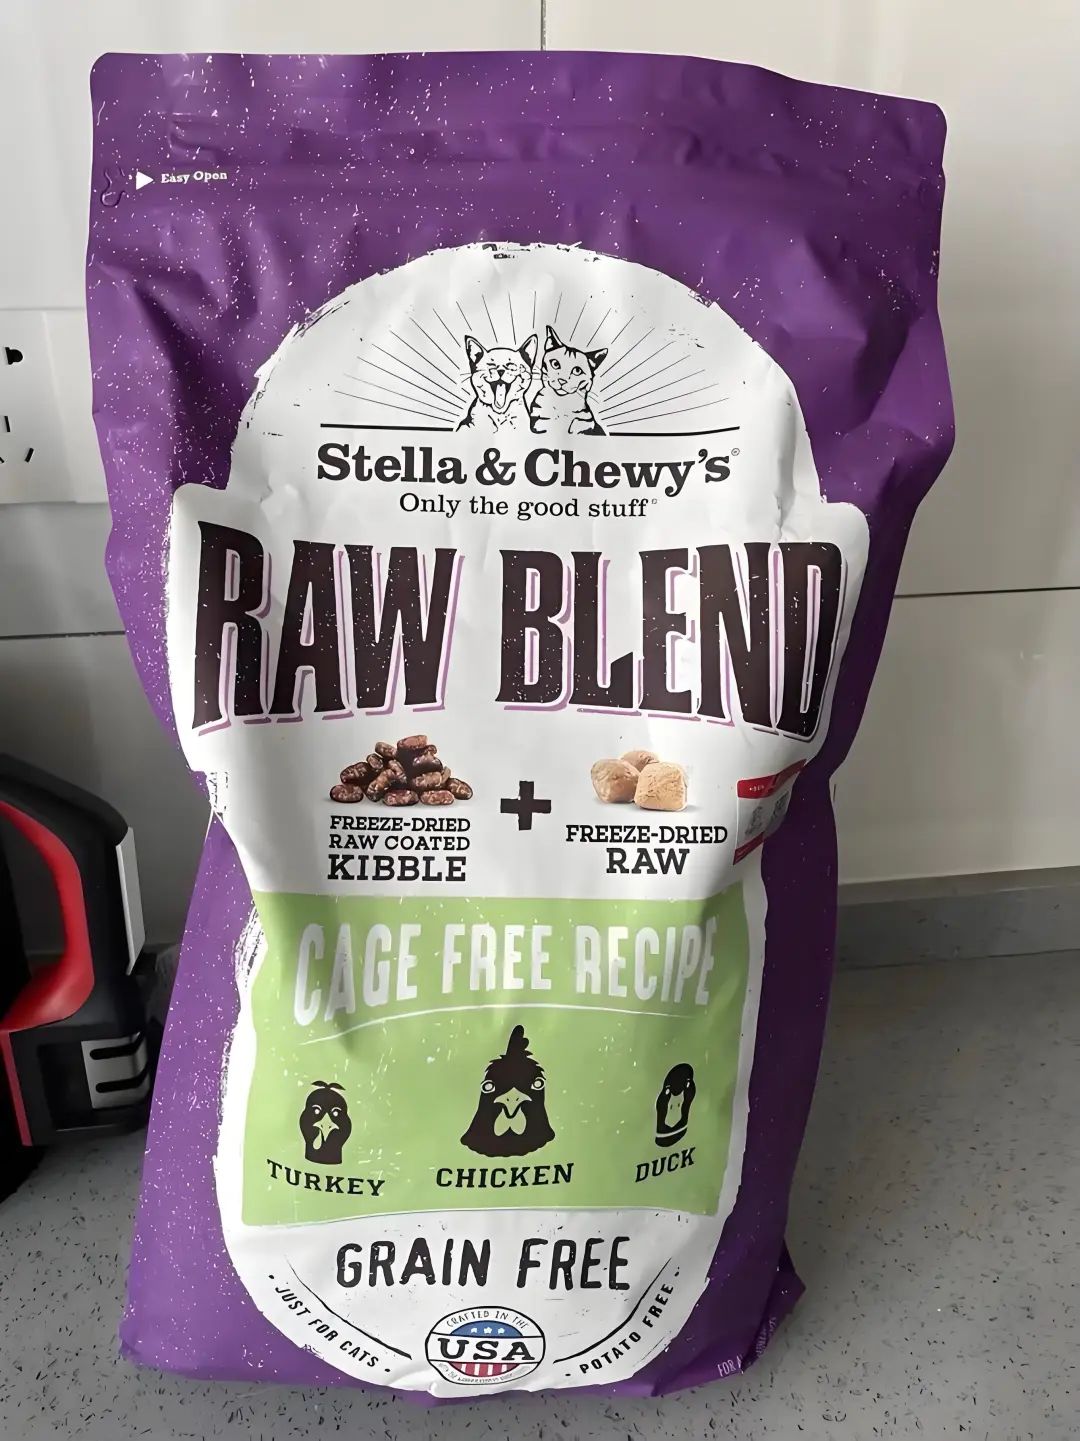 Easy Open
Stella & Chewy's®
Only the good stuff®
RAW BLEND
FREEZE-DRIED
RAW COATED
KIBBLE
+
FREEZE-DRIED
RAW
CAGE FREE RECIPE
TURKEY
CHICKEN
DUCK
GRAIN FREE
• JUST FOR CATS •
CRAFTED IN THE
USA
• POTATO FREE •